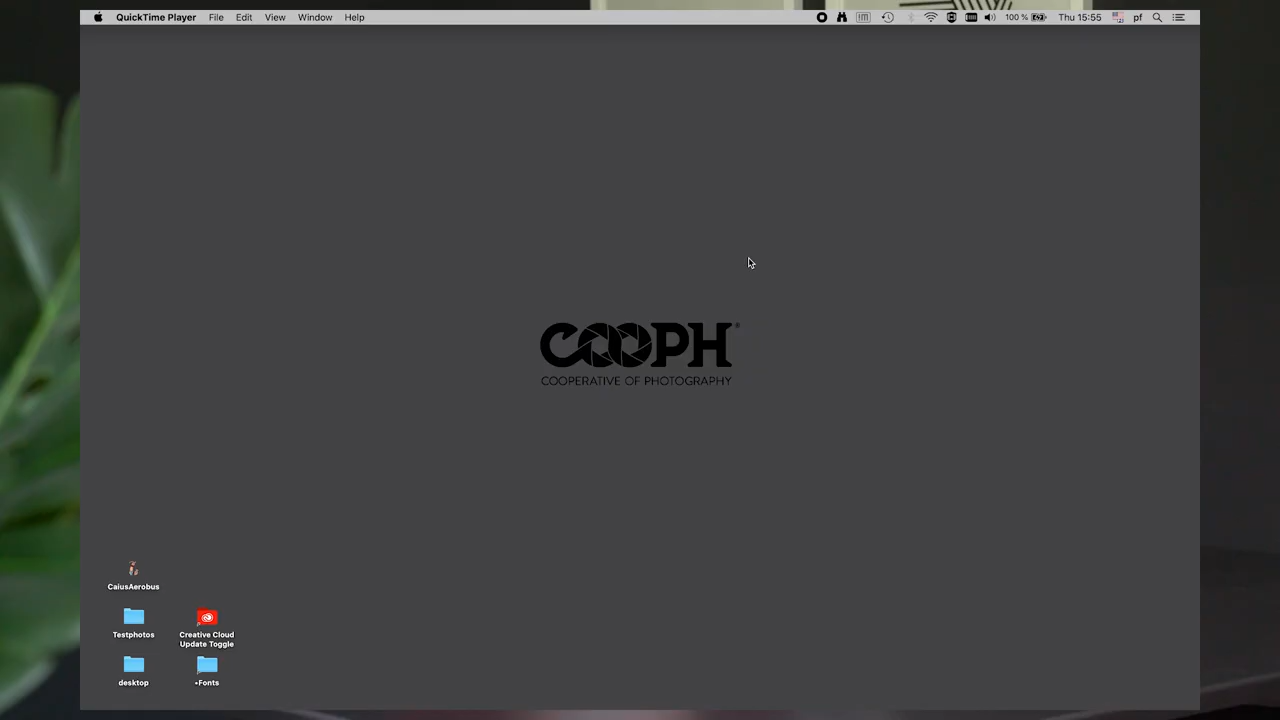 QuickTime Player File Edit View Window Help 100 % Thu 15:55 pf
COOPH®
COOPERATIVE OF PHOTOGRAPHY
CaiusAerobus
Testphotos
Creative Cloud
Update Toggle
desktop
•Fonts